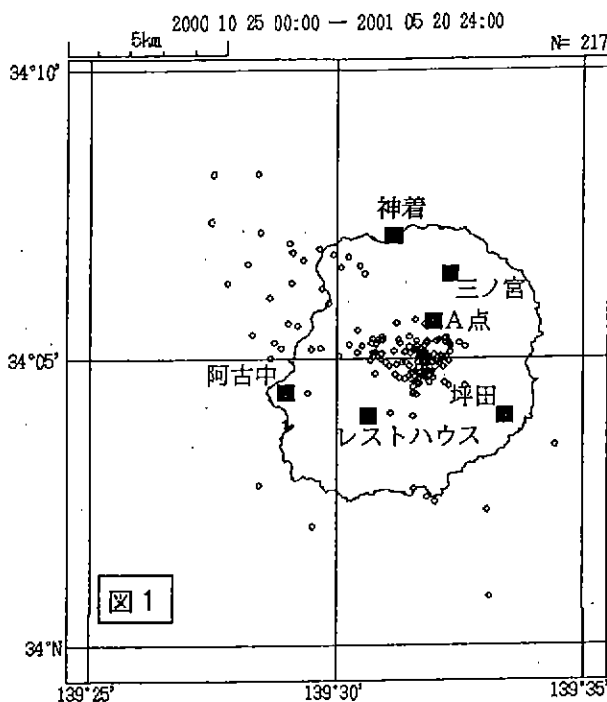 2000 10 25 00:00 — 2001 05 20 24:00
5km
N= 217
34°10'
神着
三ノ宮
A点
34°05'
阿古中
坪田
レストハウス
図1
34°N
139°25'
139°30'
139°35'